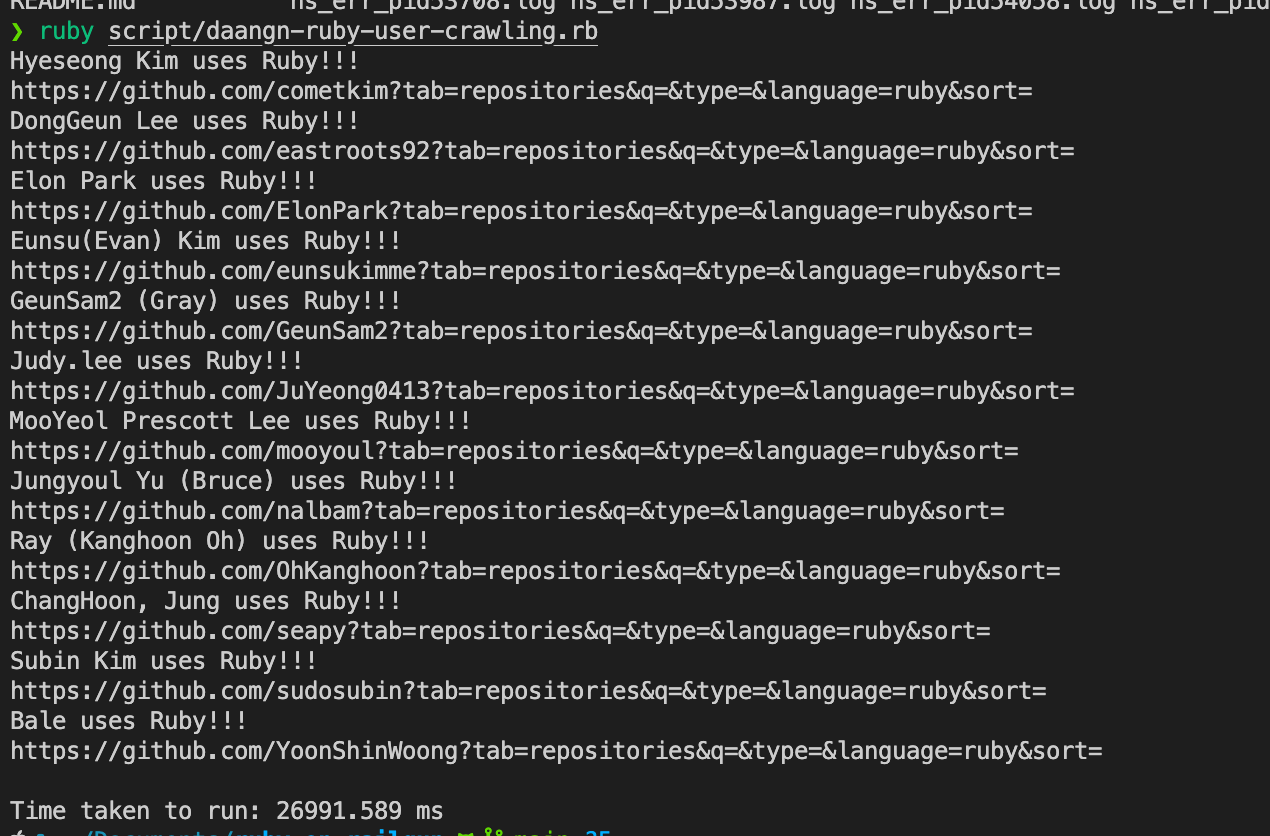 README.md hs_err_pid53708.log hs_err_pid53987.log hs_err_pid54058.log hs_err_pid
❯ ruby script/daangn-ruby-user-crawling.rb
Hyeseong Kim uses Ruby!!!
https://github.com/cometkim?tab=repositories&q=&type=&language=ruby&sort=
DongGeun Lee uses Ruby!!!
https://github.com/eastroots92?tab=repositories&q=&type=&language=ruby&sort=
Elon Park uses Ruby!!!
https://github.com/ElonPark?tab=repositories&q=&type=&language=ruby&sort=
Eunsu(Evan) Kim uses Ruby!!!
https://github.com/eunsukimme?tab=repositories&q=&type=&language=ruby&sort=
GeunSam2 (Gray) uses Ruby!!!
https://github.com/GeunSam2?tab=repositories&q=&type=&language=ruby&sort=
Judy.lee uses Ruby!!!
https://github.com/JuYeong0413?tab=repositories&q=&type=&language=ruby&sort=
MooYeol Prescott Lee uses Ruby!!!
https://github.com/mooyoul?tab=repositories&q=&type=&language=ruby&sort=
Jungyoul Yu (Bruce) uses Ruby!!!
https://github.com/nalbam?tab=repositories&q=&type=&language=ruby&sort=
Ray (Kanghoon Oh) uses Ruby!!!
https://github.com/OhKanghoon?tab=repositories&q=&type=&language=ruby&sort=
ChangHoon, Jung uses Ruby!!!
https://github.com/seapy?tab=repositories&q=&type=&language=ruby&sort=
Subin Kim uses Ruby!!!
https://github.com/sudosubin?tab=repositories&q=&type=&language=ruby&sort=
Bale uses Ruby!!!
https://github.com/YoonShinWoong?tab=repositories&q=&type=&language=ruby&sort=
Time taken to run: 26991.589 ms